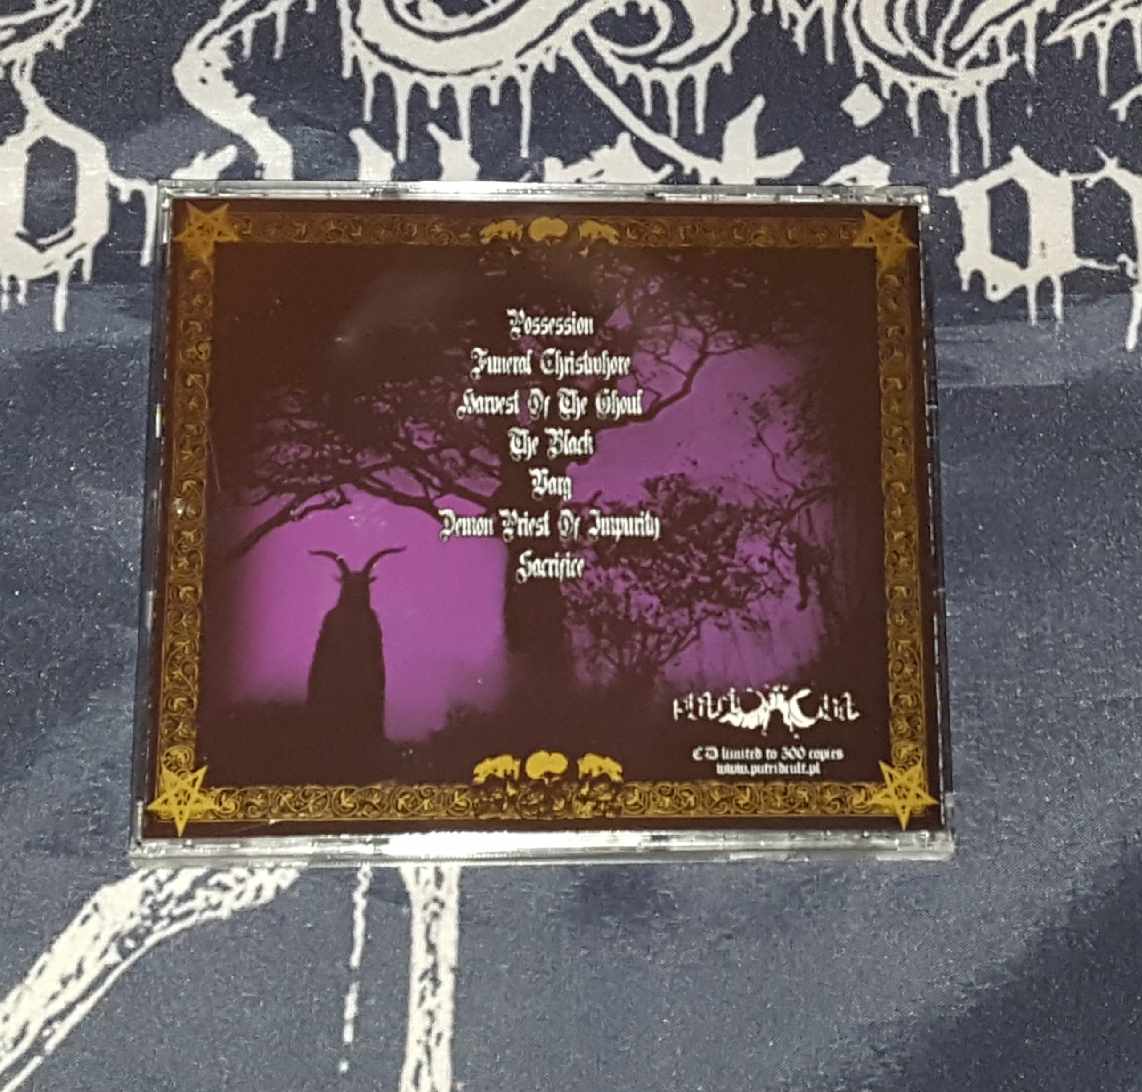 Possession
Funeral Christwhore
Harvest Of The Ghoul
The Black
Varg
Demon Priest Of Impurity
Sacrifice
CD limited to 500 copies
www.putridcult.pl